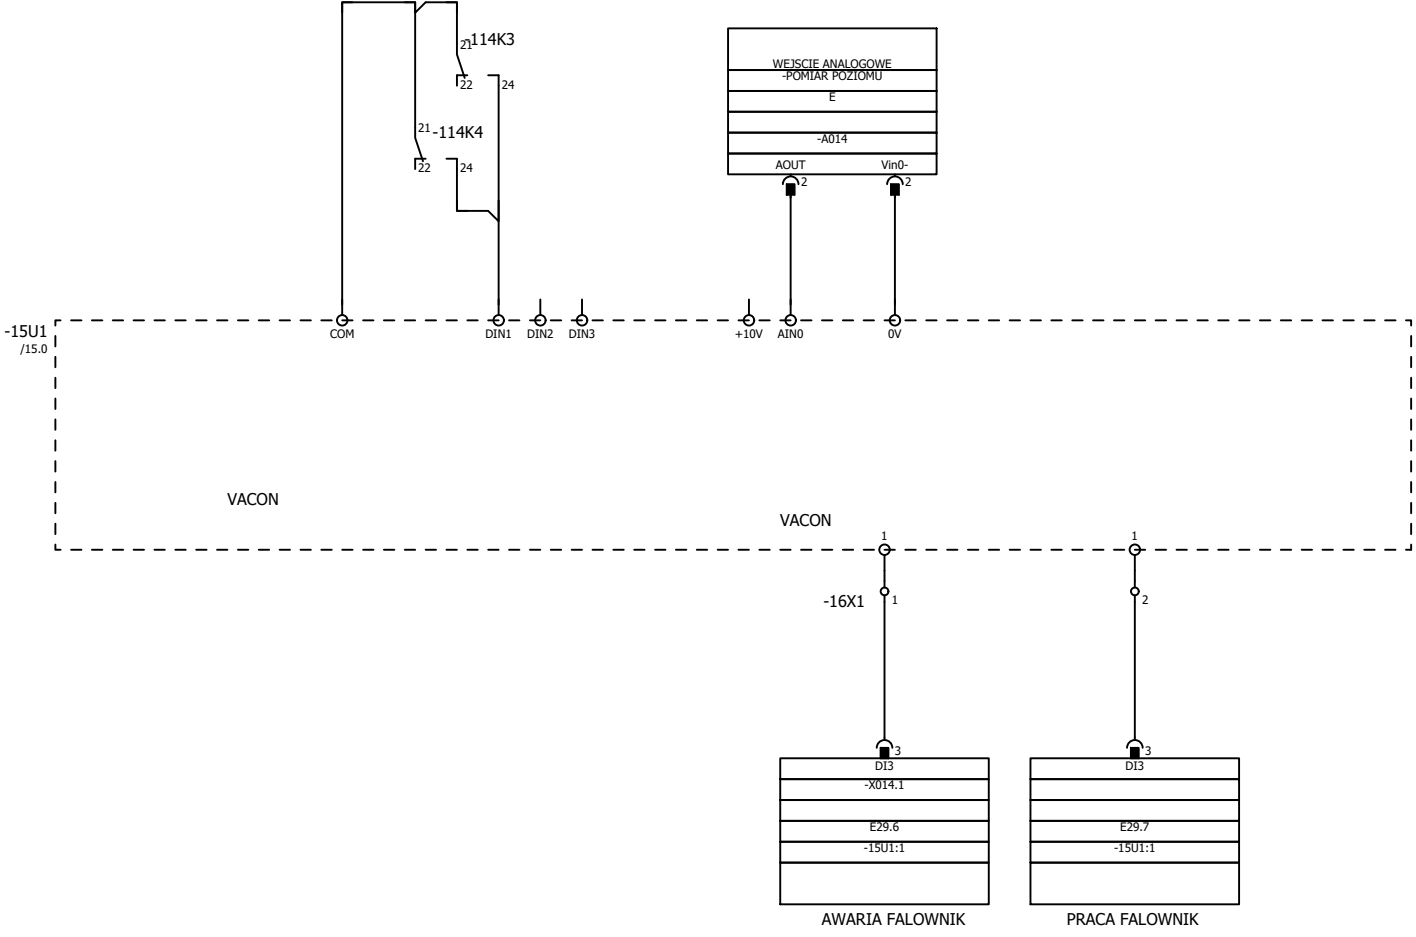 21
-114K3
22
24
21
-114K4
22
24
WEJSCIE ANALOGOWE
-POMIAR POZIOMU
E
-A014
AOUT
Vin0-
2
2
-15U1
/15.0
COM
DIN1
DIN2
DIN3
+10V
AIN0
0V
VACON
VACON
1
1
-16X1
1
2
3
3
DI3
DI3
-X014.1
E29.6
E29.7
-15U1:1
-15U1:1
AWARIA FALOWNIK
PRACA FALOWNIK